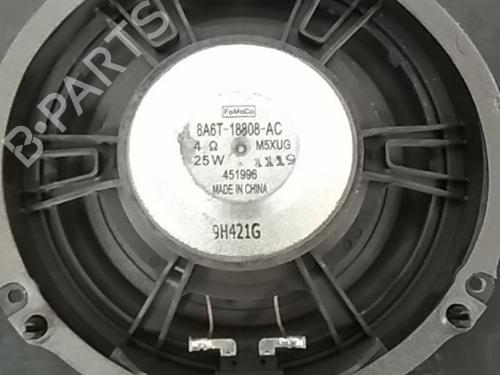 B-PARTS
FoMoCo
8A6T-18808-AC
4 Ω M5XUG
25W 1119
451996
MADE IN CHINA
9H421G